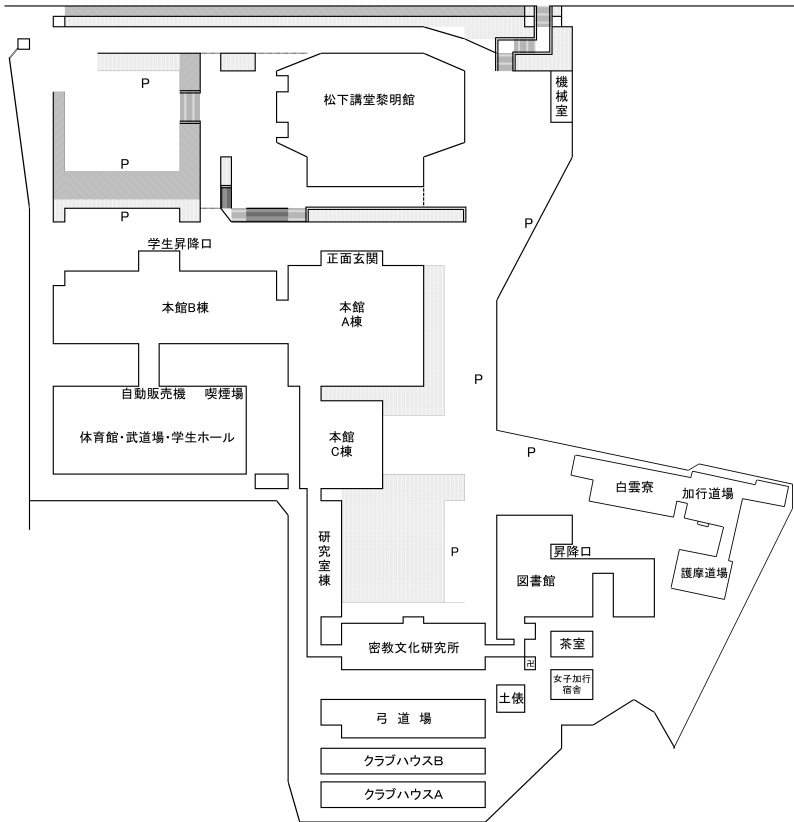 P
松下講堂黎明館
機械室
P
P
P
学生昇降口
正面玄関
本館B棟
本館
A棟
P
自動販売機
喫煙場
体育館・武道場・学生ホール
本館
C棟
P
白雲寮
加行道場
研究室棟
P
昇降口
図書館
護摩道場
密教文化研究所
茶室
卍
女子加行
宿舎
土俵
弓道場
クラブハウスB
クラブハウスA